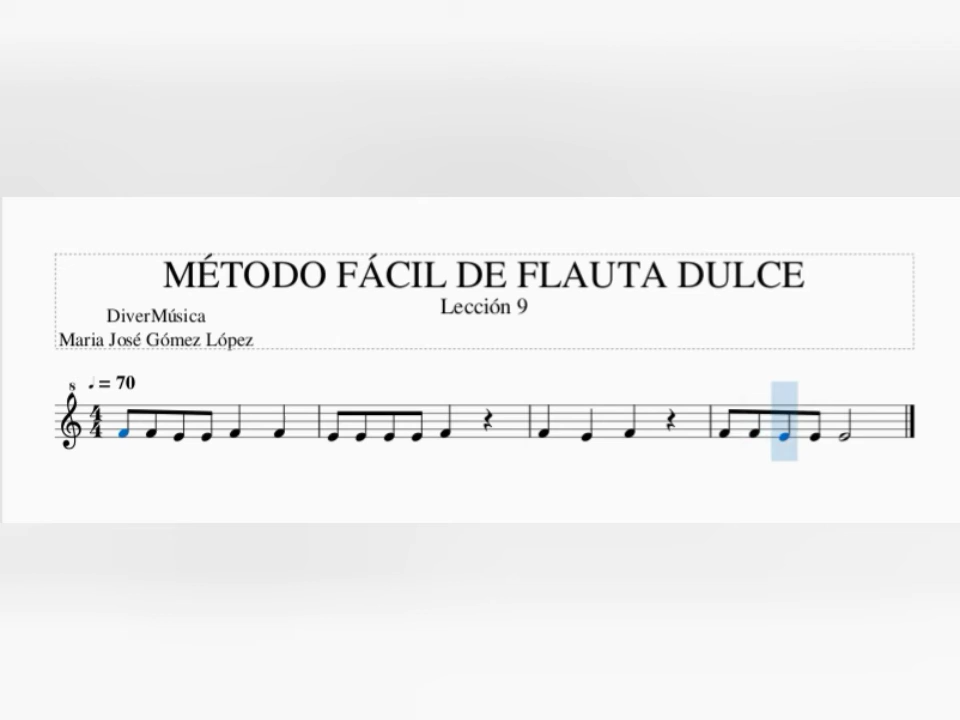 MÉTODO FÁCIL DE FLAUTA DULCE
Lección 9
DiverMúsica
Maria José Gómez López
♩ = 70
8
4
4